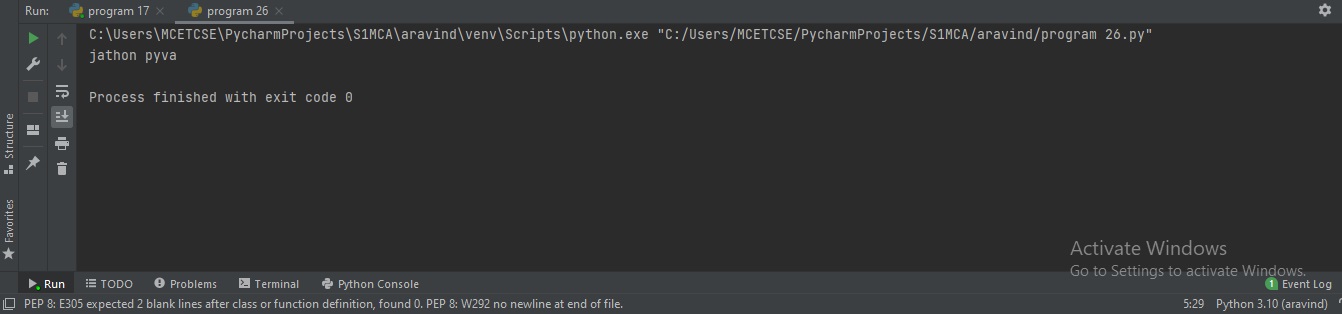 Run: program 17 program 26
C:\Users\MCETCSE\PycharmProjects\S1MCA\aravind\venv\Scripts\python.exe "C:/Users/MCETCSE/PycharmProjects/S1MCA/aravind/program 26.py"
jathon pyva
Process finished with exit code 0
Structure
Favorites
Activate Windows
Go to Settings to activate Windows.
Run TODO Problems Terminal Python Console 1 Event Log
PEP 8: E305 expected 2 blank lines after class or function definition, found 0. PEP 8: W292 no newline at end of file. 5:29 Python 3.10 (aravind)